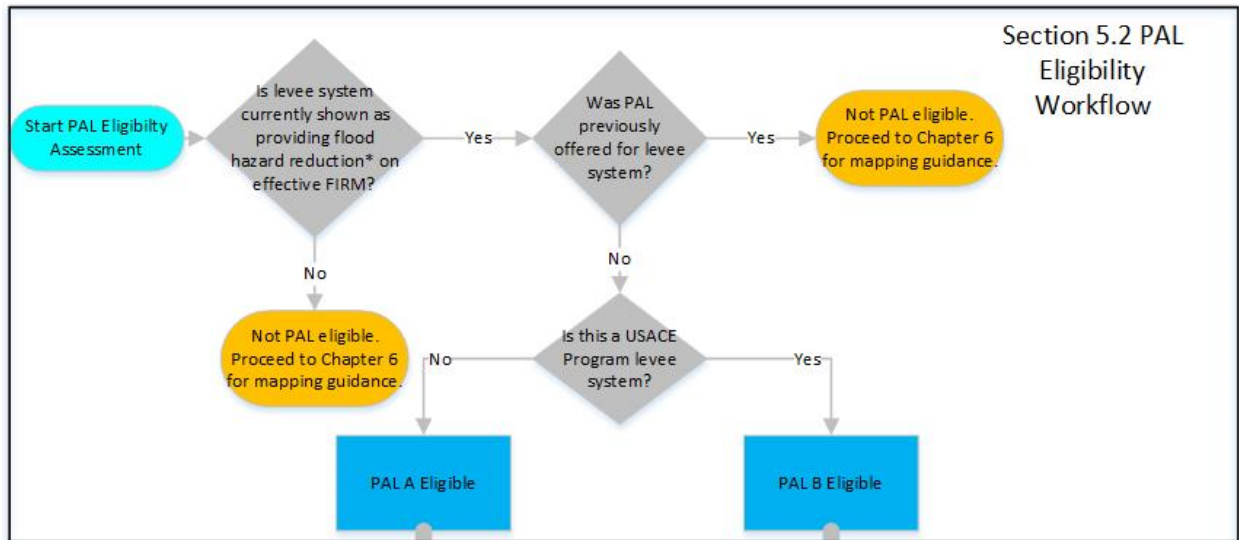 Section 5.2 PAL
Eligibility
Workflow
Start PAL Eligibilty
Assessment
Is levee system
currently shown as
providing flood
hazard reduction* on
effective FIRM?
Yes
Was PAL
previously
offered for levee
system?
Yes
Not PAL eligible.
Proceed to Chapter 6
for mapping guidance.
No
No
Not PAL eligible.
Proceed to Chapter 6
for mapping guidance.
No
Is this a USACE
Program levee
system?
Yes
PAL A Eligible
PAL B Eligible